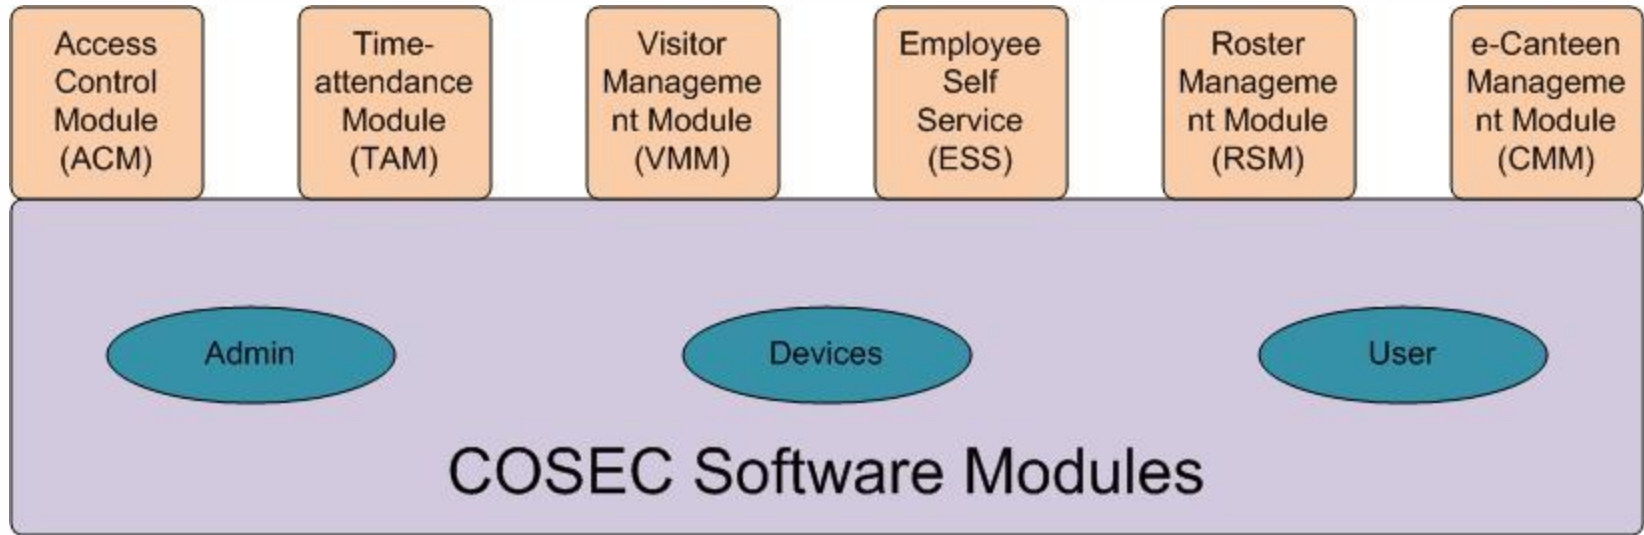 Access
Control
Module
(ACM)
Time-
attendance
Module
(TAM)
Visitor
Manageme
nt Module
(VMM)
Employee
Self
Service
(ESS)
Roster
Manageme
nt Module
(RSM)
e-Canteen
Manageme
nt Module
(CMM)
Admin
Devices
User
COSEC Software Modules